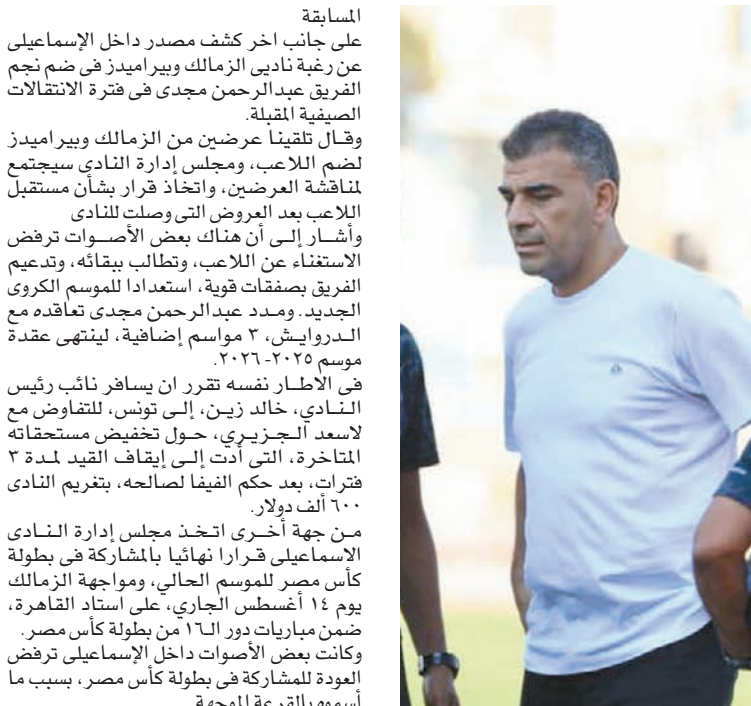 المسابقة
على جانب اخر كشف مصدر داخل الإسماعيلى
عن رغبة ناديى الزمالك وبيراميدز فى ضم نجم
الفريق عبدالرحمن مجدى فى فترة الانتقالات
الصيفية المقبلة.
وقال تلقينا عرضين من الزمالك وبيراميدز
لضم اللاعب، ومجلس إدارة النادى سيجتمع
لمناقشة العرضين، واتخاذ قرار بشأن مستقبل
اللاعب بعد العروض التى وصلت للنادى
وأشار إلى أن هناك بعض الأصوات ترفض
الاستغناء عن اللاعب، وتطالب ببقائه، وتدعيم
الفريق بصفقات قوية، استعدادا للموسم الكروى
الجديد. ومدد عبدالرحمن مجدى تعاقده مع
الدروايش، ٣ مواسم إضافية، لينتهى عقدة
موسم ٢٠٢٥- ٢٠٢٦.
فى الاطار نفسه تقرر ان يسافر نائب رئيس
النادي، خالد زين، إلى تونس، للتفاوض مع
لاسعد الجزيري، حول تخفيض مستحقاته
المتاخرة، التى أدت إلى إيقاف القيد لمدة ٣
فترات، بعد حكم الفيفا لصالحه، بتغريم النادى
٦٠٠ ألف دولار.
من جهة أخرى اتخذ مجلس إدارة النادى
الاسماعيلى قرارا نهائيا بالمشاركة فى بطولة
كأس مصر للموسم الحالي، ومواجهة الزمالك
يوم ١٤ أغسطس الجاري، على استاد القاهرة،
ضمن مباريات دور الـ١٦ من بطولة كأس مصر.
وكانت بعض الأصوات داخل الإسماعيلى ترفض
العودة للمشاركة فى بطولة كأس مصر، بسبب ما
أسموه بالقرعة الموجهة